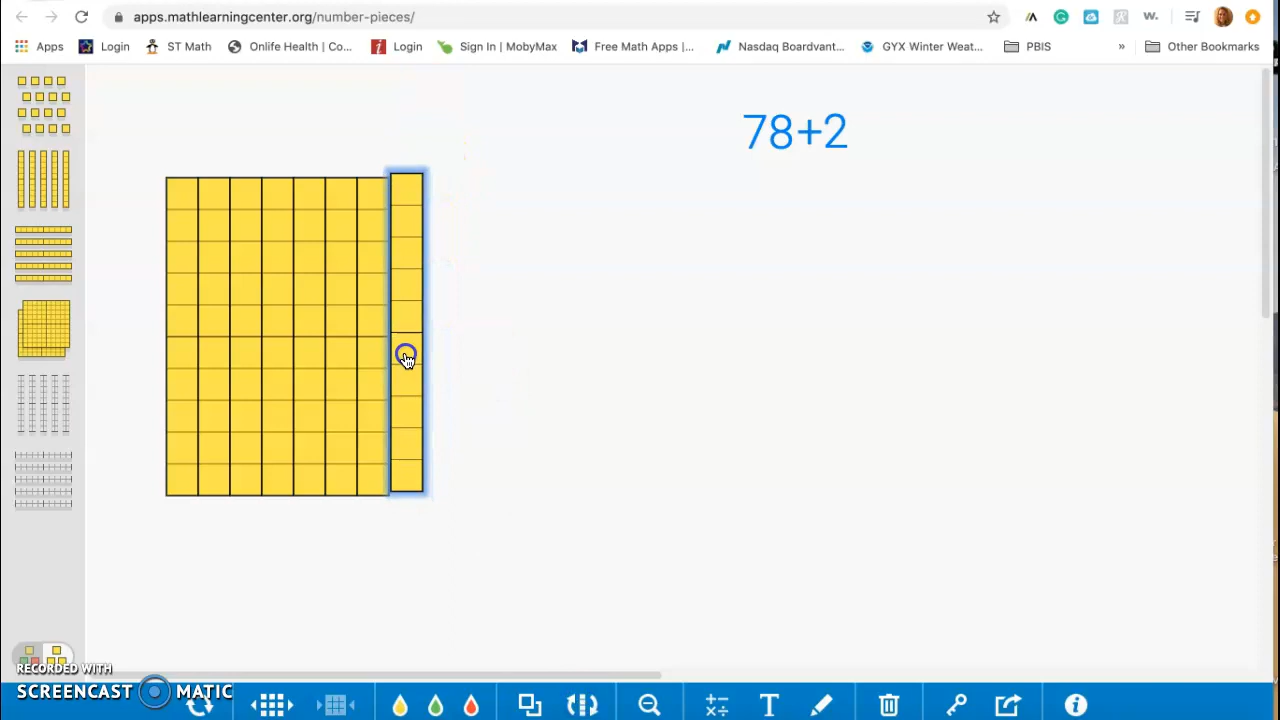 apps.mathlearningcenter.org/number-pieces/
Apps Login ST Math Onlife Health | Co... Login Sign In | MobyMax Free Math Apps |... Nasdaq Boardvant... GYX Winter Weat... PBIS » Other Bookmarks
78+2
RECORDED WITH
SCREENCAST MATIC